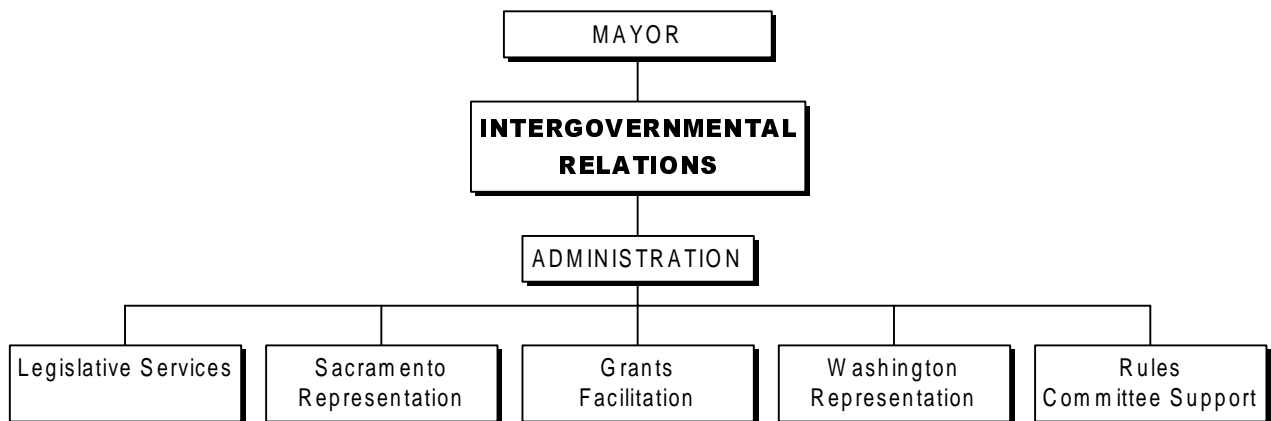 MAYOR
INTERGOVERNMENTAL
RELATIONS
ADMINISTRATION
Legislative Services
Sacramento
Representation
Grants
Facilitation
Washington
Representation
Rules
Committee Support